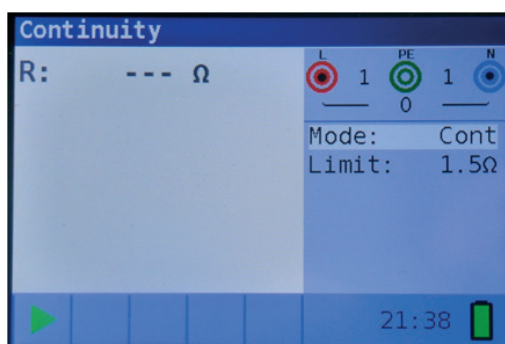 Continuity
R: --- Ω
L PE N
1 1
0
Mode: Cont
Limit: 1.5Ω
21:38